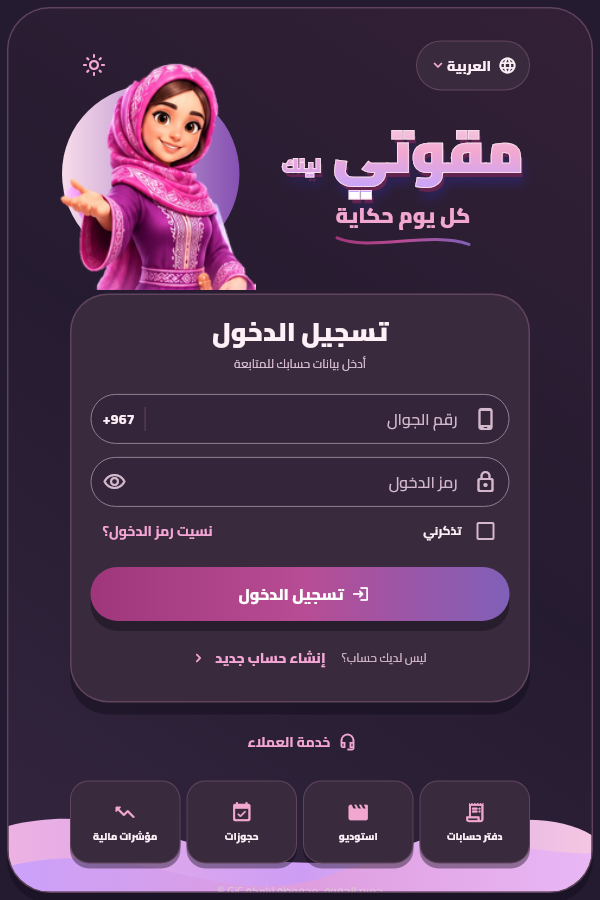 العربية
مقوتي لينك
كل يوم حكاية
تسجيل الدخول
أدخل بيانات حسابك للمتابعة
رقم الجوال
+967
رمز الدخول
تذكرني
نسيت رمز الدخول؟
تسجيل الدخول
ليس لديك حساب؟ إنشاء حساب جديد
خدمة العملاء
دفتر حسابات
استوديو
حجوزات
مؤشرات مالية